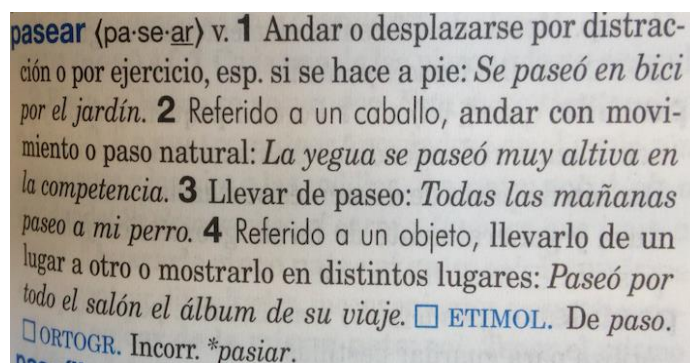 pasear ⟨pa·se·ar⟩ v. 1 Andar o desplazarse por distrac-
ción o por ejercicio, esp. si se hace a pie: Se paseó en bici
por el jardín. 2 Referido a un caballo, andar con movi-
miento o paso natural: La yegua se paseó muy altiva en
la competencia. 3 Llevar de paseo: Todas las mañanas
paseo a mi perro. 4 Referido a un objeto, llevarlo de un
lugar a otro o mostrarlo en distintos lugares: Paseó por
todo el salón el álbum de su viaje. □ ETIMOL. De paso.
□ ORTOGR. Incorr. *pasiar.